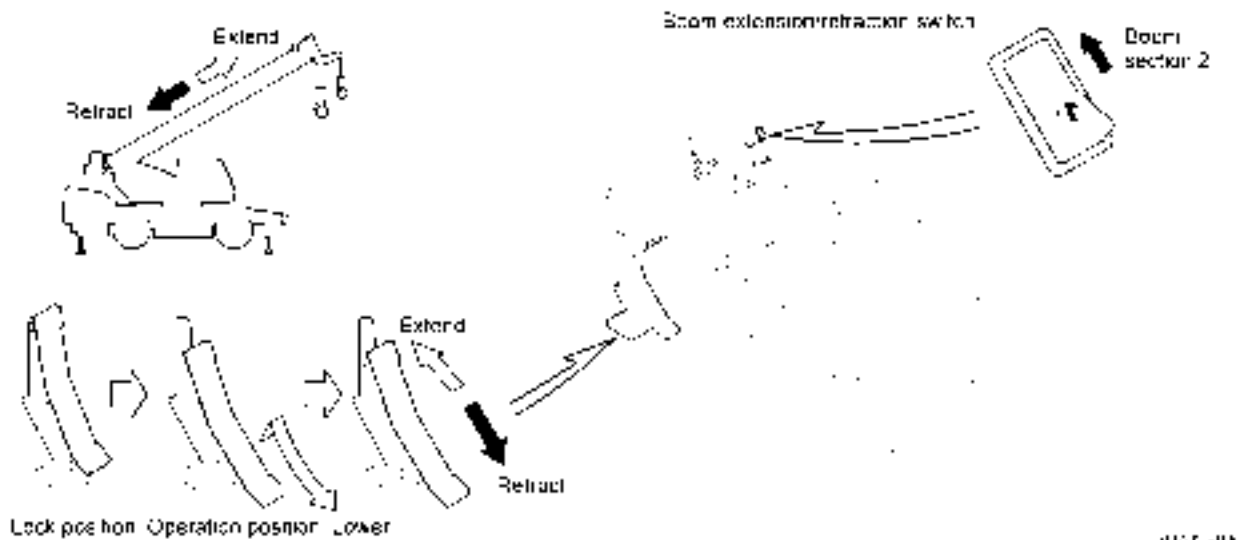 Extend
Retract
Boom extension/retraction switch
Boom
section 2
Extend
Retract
Lock position Operation position Lower